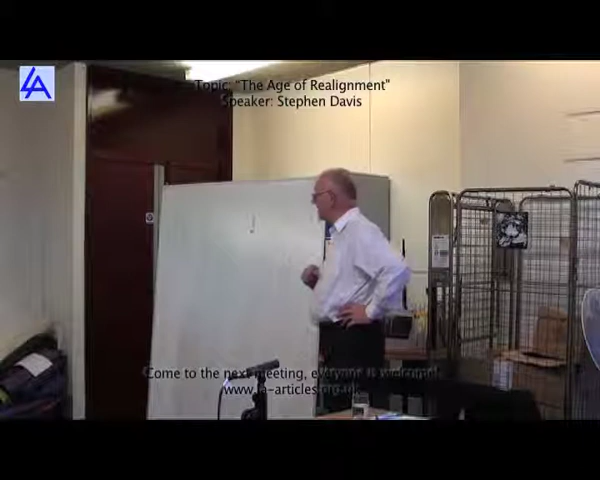 LA
Topic: "The Age of Realignment"
Speaker: Stephen Davis
Come to the next meeting, everyone is welcome!
www.la-articles.org.uk